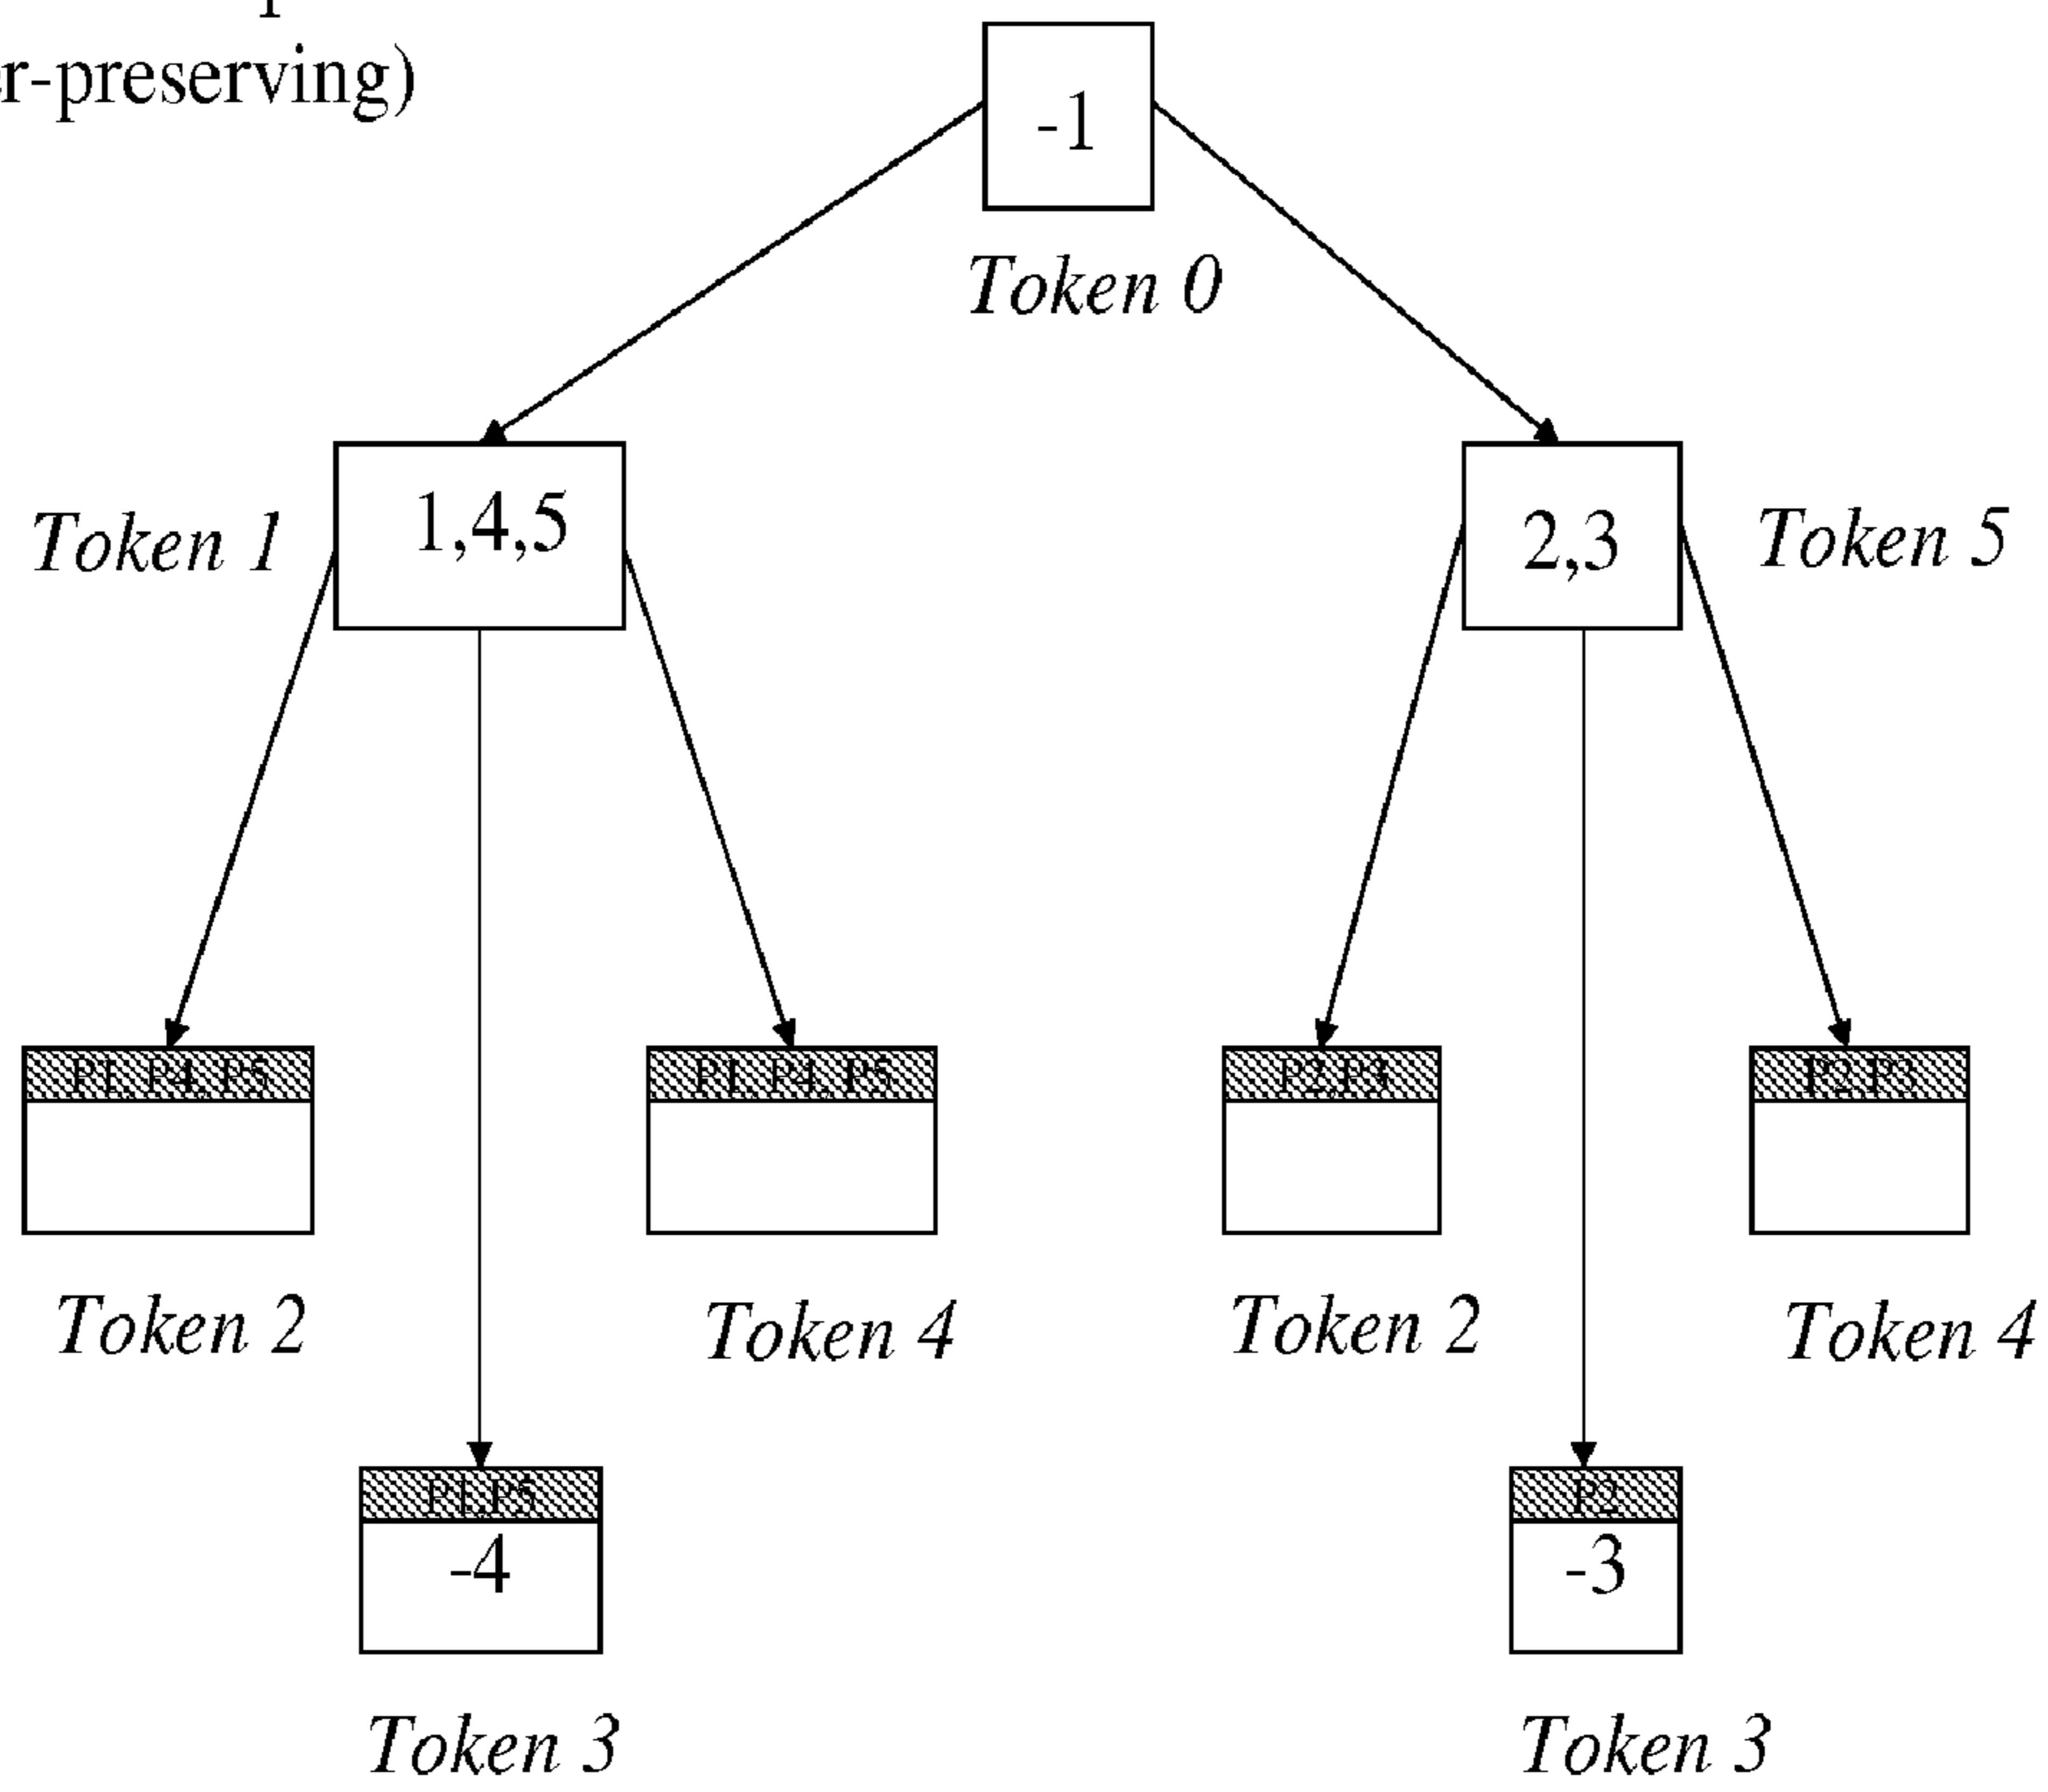 er-preserving)
-1
Token 0
Token 1
1,4,5
2,3
Token 5
P1, P4, P5
P1, P4, P5
P2,P3
P2,P3
Token 2
Token 4
Token 2
Token 4
P1,P5
-4
P2
-3
Token 3
Token 3